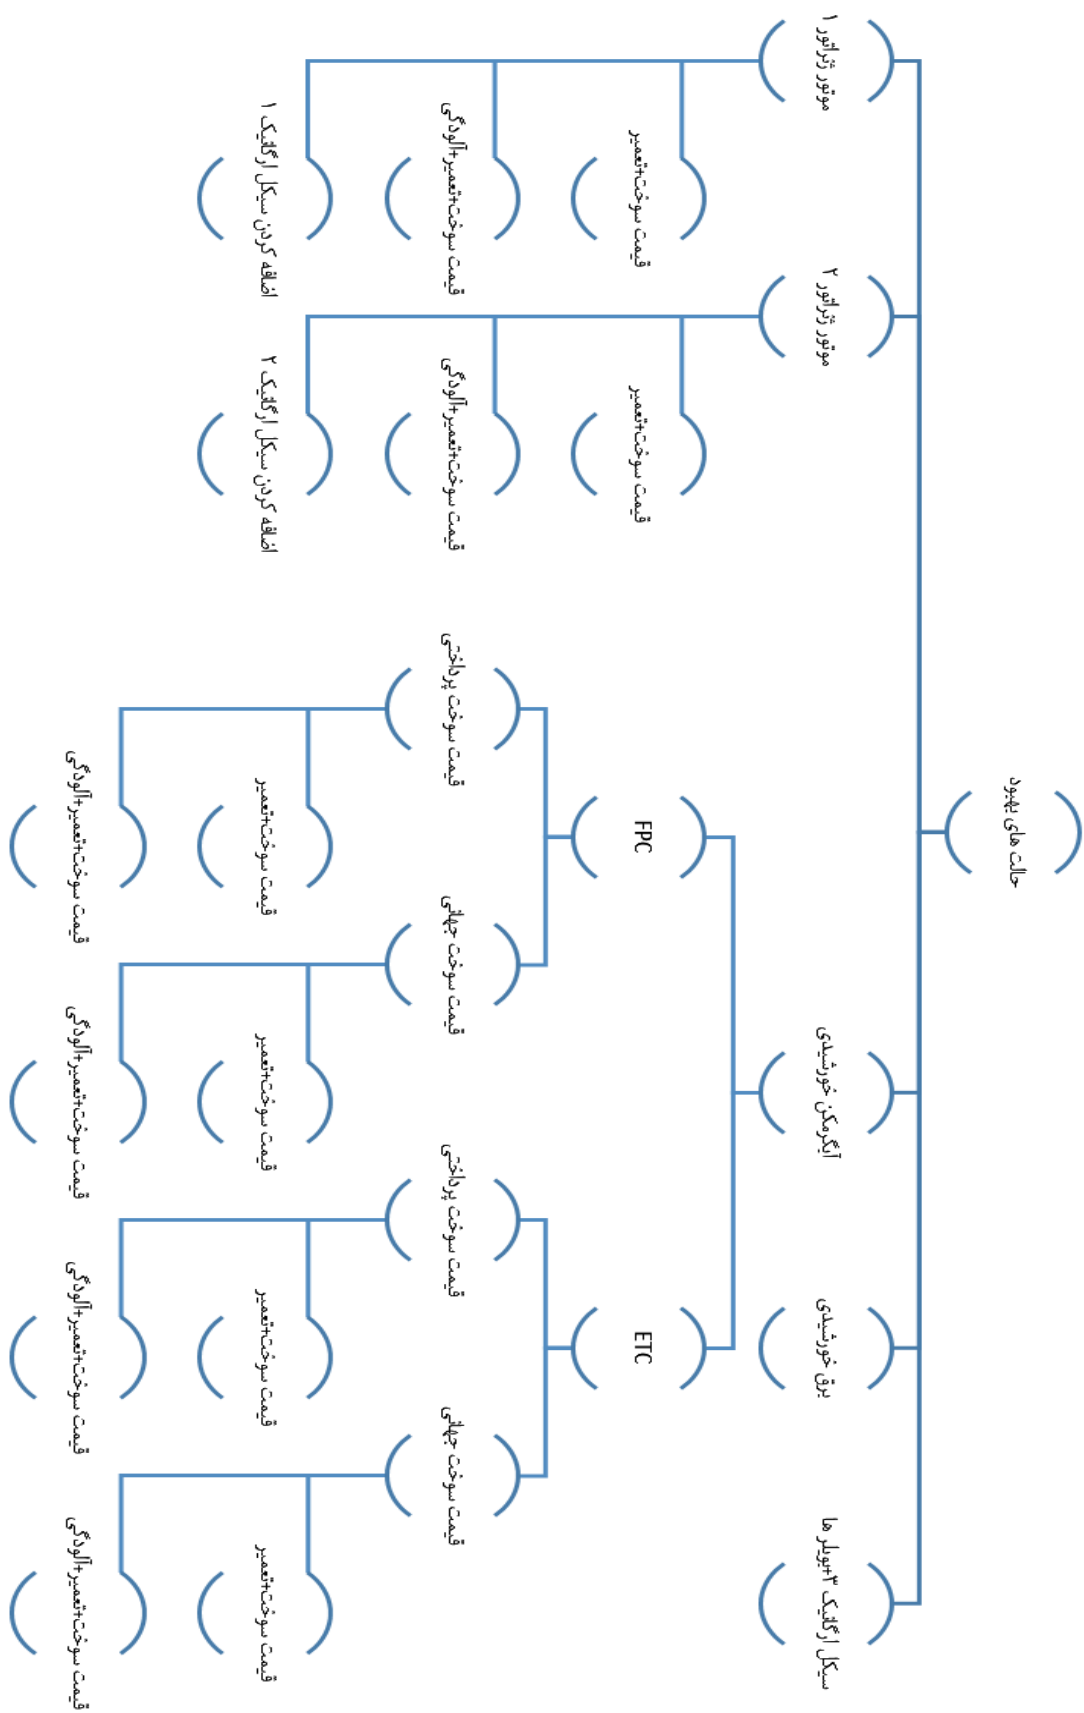 حالت های بهبود
موتور ژنراتور ۱
موتور ژنراتور ۲
آبگرمکن خورشیدی
برق خورشیدی
سیکل ارگانیک ۳+بویلر ها
قیمت سوخت+تعمیر
قیمت سوخت+تعمیر+آلودگی
اضافه کردن سیکل ارگانیک ۱
قیمت سوخت+تعمیر
قیمت سوخت+تعمیر+آلودگی
اضافه کردن سیکل ارگانیک ۲
FPC
قیمت سوخت پرداختی
قیمت سوخت+تعمیر
قیمت سوخت+تعمیر+آلودگی
قیمت سوخت جهانی
قیمت سوخت+تعمیر
قیمت سوخت+تعمیر+آلودگی
ETC
قیمت سوخت پرداختی
قیمت سوخت+تعمیر
قیمت سوخت+تعمیر+آلودگی
قیمت سوخت جهانی
قیمت سوخت+تعمیر
قیمت سوخت+تعمیر+آلودگی